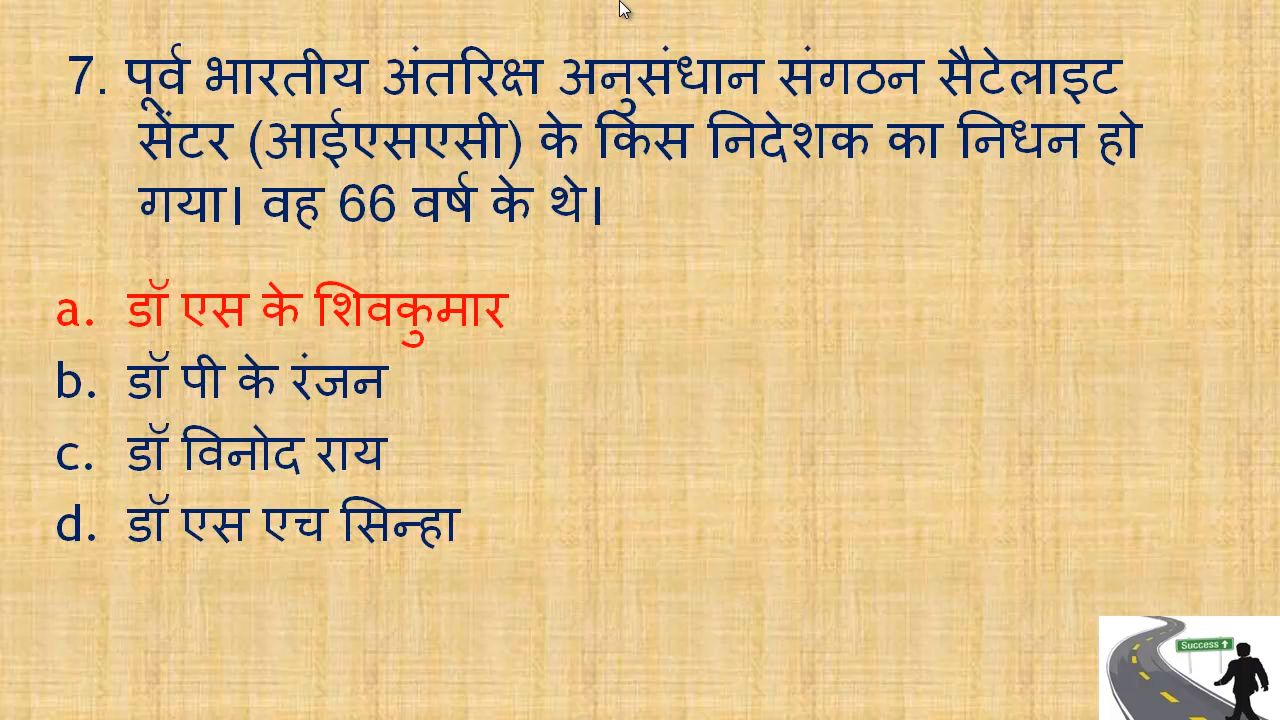 7. पूर्व भारतीय अंतरिक्ष अनुसंधान संगठन सैटेलाइट
सेंटर (आईएसएसी) के किस निदेशक का निधन हो
गया। वह 66 वर्ष के थे।
a. डॉ एस के शिवकुमार
b. डॉ पी के रंजन
c. डॉ विनोद राय
d. डॉ एस एच सिन्हा
Success